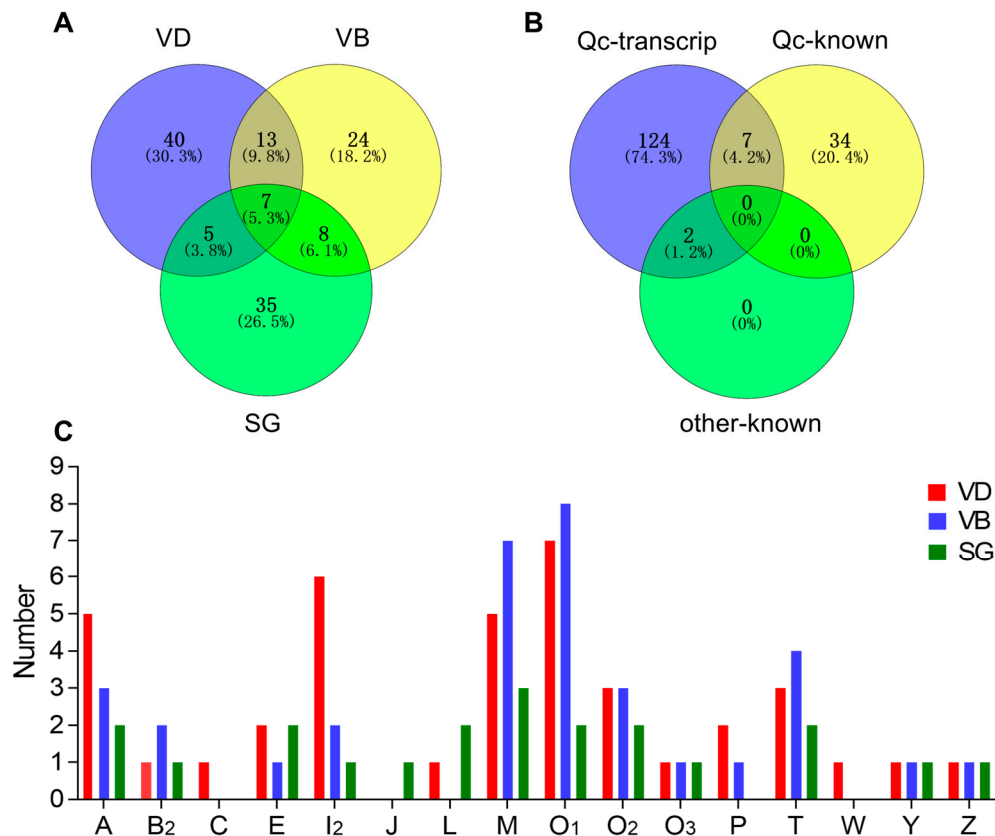 A
B
VD
VB
Qc-transcrip
Qc-known
40
(30.3%)
13
(9.8%)
24
(18.2%)
7
(5.3%)
5
(3.8%)
8
(6.1%)
35
(26.5%)
SG
124
(74.3%)
7
(4.2%)
34
(20.4%)
0
(0%)
2
(1.2%)
0
(0%)
0
(0%)
other-known
C
Number
9
8
7
6
5
4
3
2
1
0
VD
VB
SG
A B2 C E I2 J L M O1 O2 O3 P T W Y Z